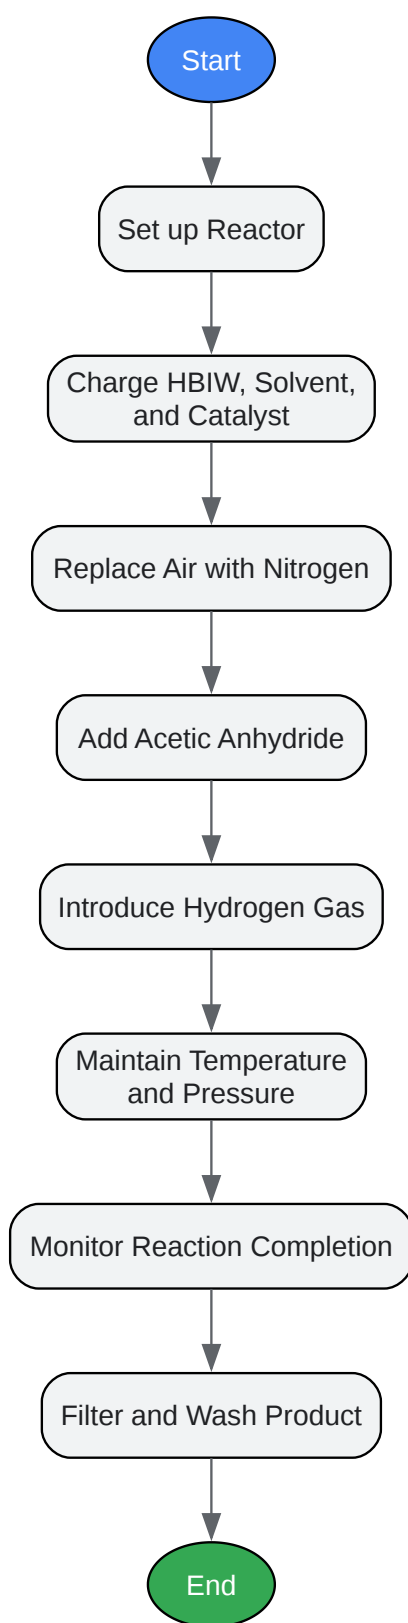 Start
Set up Reactor
Charge HBIW, Solvent,
and Catalyst
Replace Air with Nitrogen
Add Acetic Anhydride
Introduce Hydrogen Gas
Maintain Temperature
and Pressure
Monitor Reaction Completion
Filter and Wash Product
End